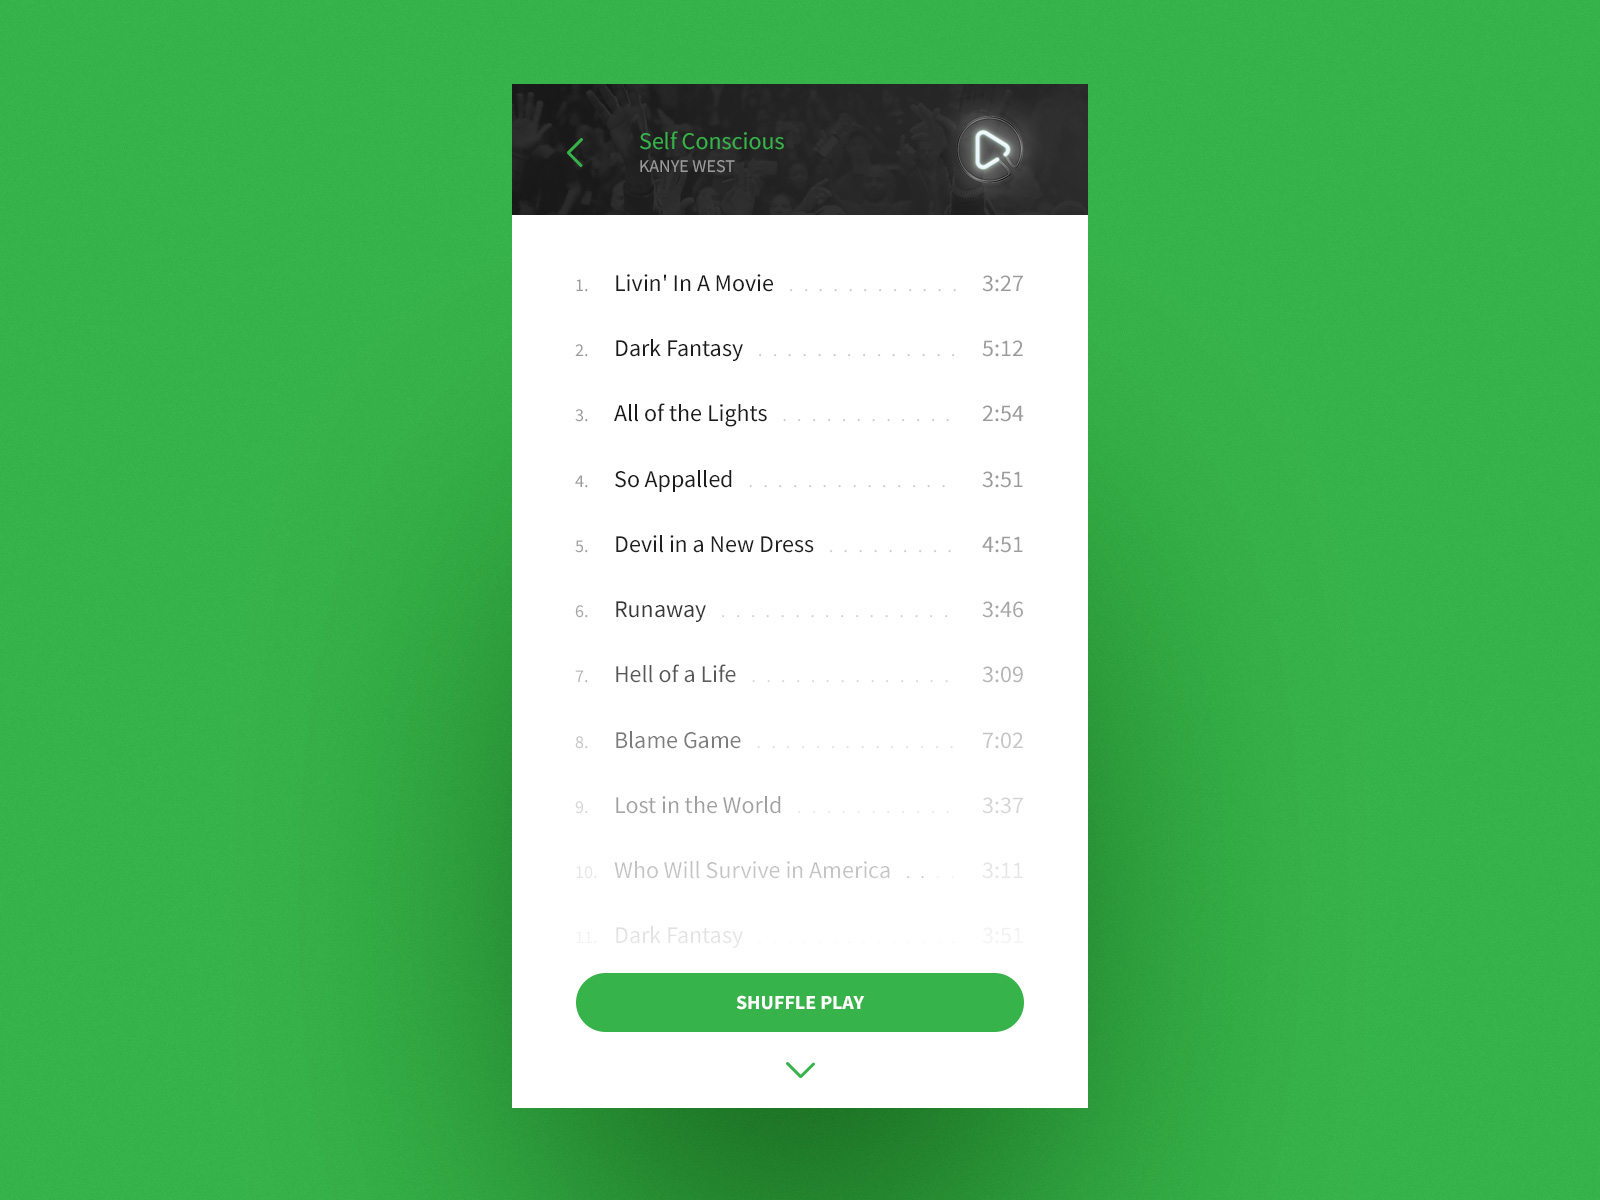 Self Conscious
KANYE WEST
1. Livin' In A Movie . . . . . . . . . . . . 3:27
2. Dark Fantasy . . . . . . . . . . . . . . 5:12
3. All of the Lights . . . . . . . . . . . . 2:54
4. So Appalled . . . . . . . . . . . . . . 3:51
5. Devil in a New Dress . . . . . . . . . 4:51
6. Runaway . . . . . . . . . . . . . . . . 3:46
7. Hell of a Life . . . . . . . . . . . . . . 3:09
8. Blame Game . . . . . . . . . . . . . . 7:02
9. Lost in the World . . . . . . . . . . . 3:37
10. Who Will Survive in America . . . . 3:11
11. Dark Fantasy . . . . . . . . . . . . . 3:51
SHUFFLE PLAY